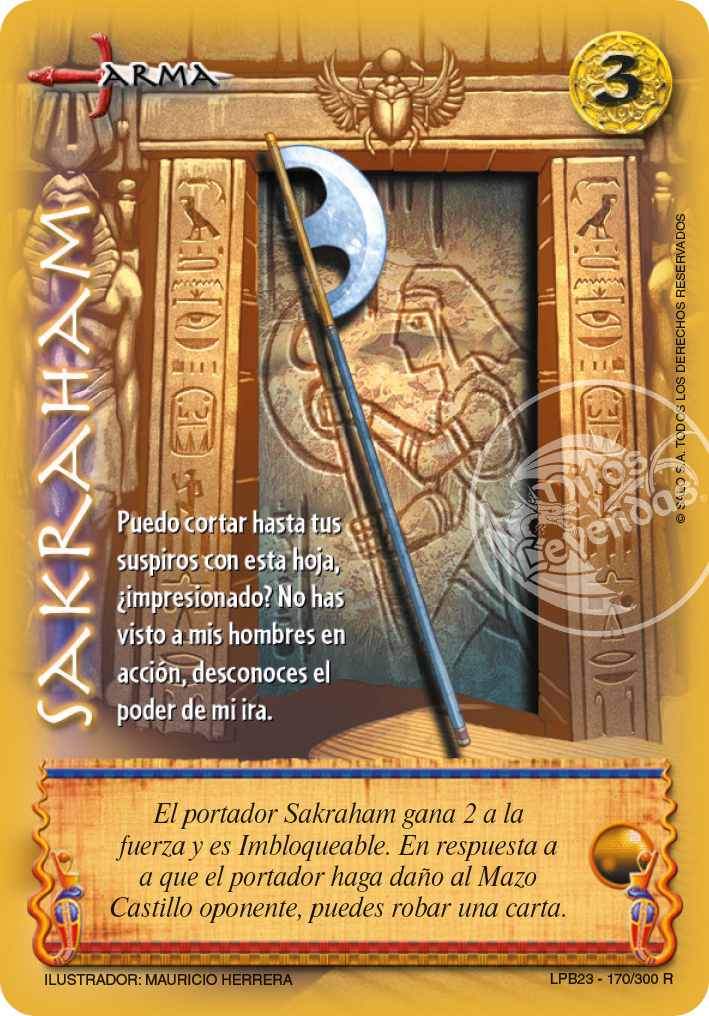 ARMA
3
SAKRAHAM
Puedo cortar hasta tus
suspiros con esta hoja,
¿impresionado? No has
visto a mis hombres en
acción, desconoces el
poder de mi ira.
Mitos
y
Leyendas®
© SALO S.A. TODOS LOS DERECHOS RESERVADOS
El portador Sakraham gana 2 a la
fuerza y es Imbloqueable. En respuesta a
a que el portador haga daño al Mazo
Castillo oponente, puedes robar una carta.
ILUSTRADOR: MAURICIO HERRERA
LPB23 - 170/300 R